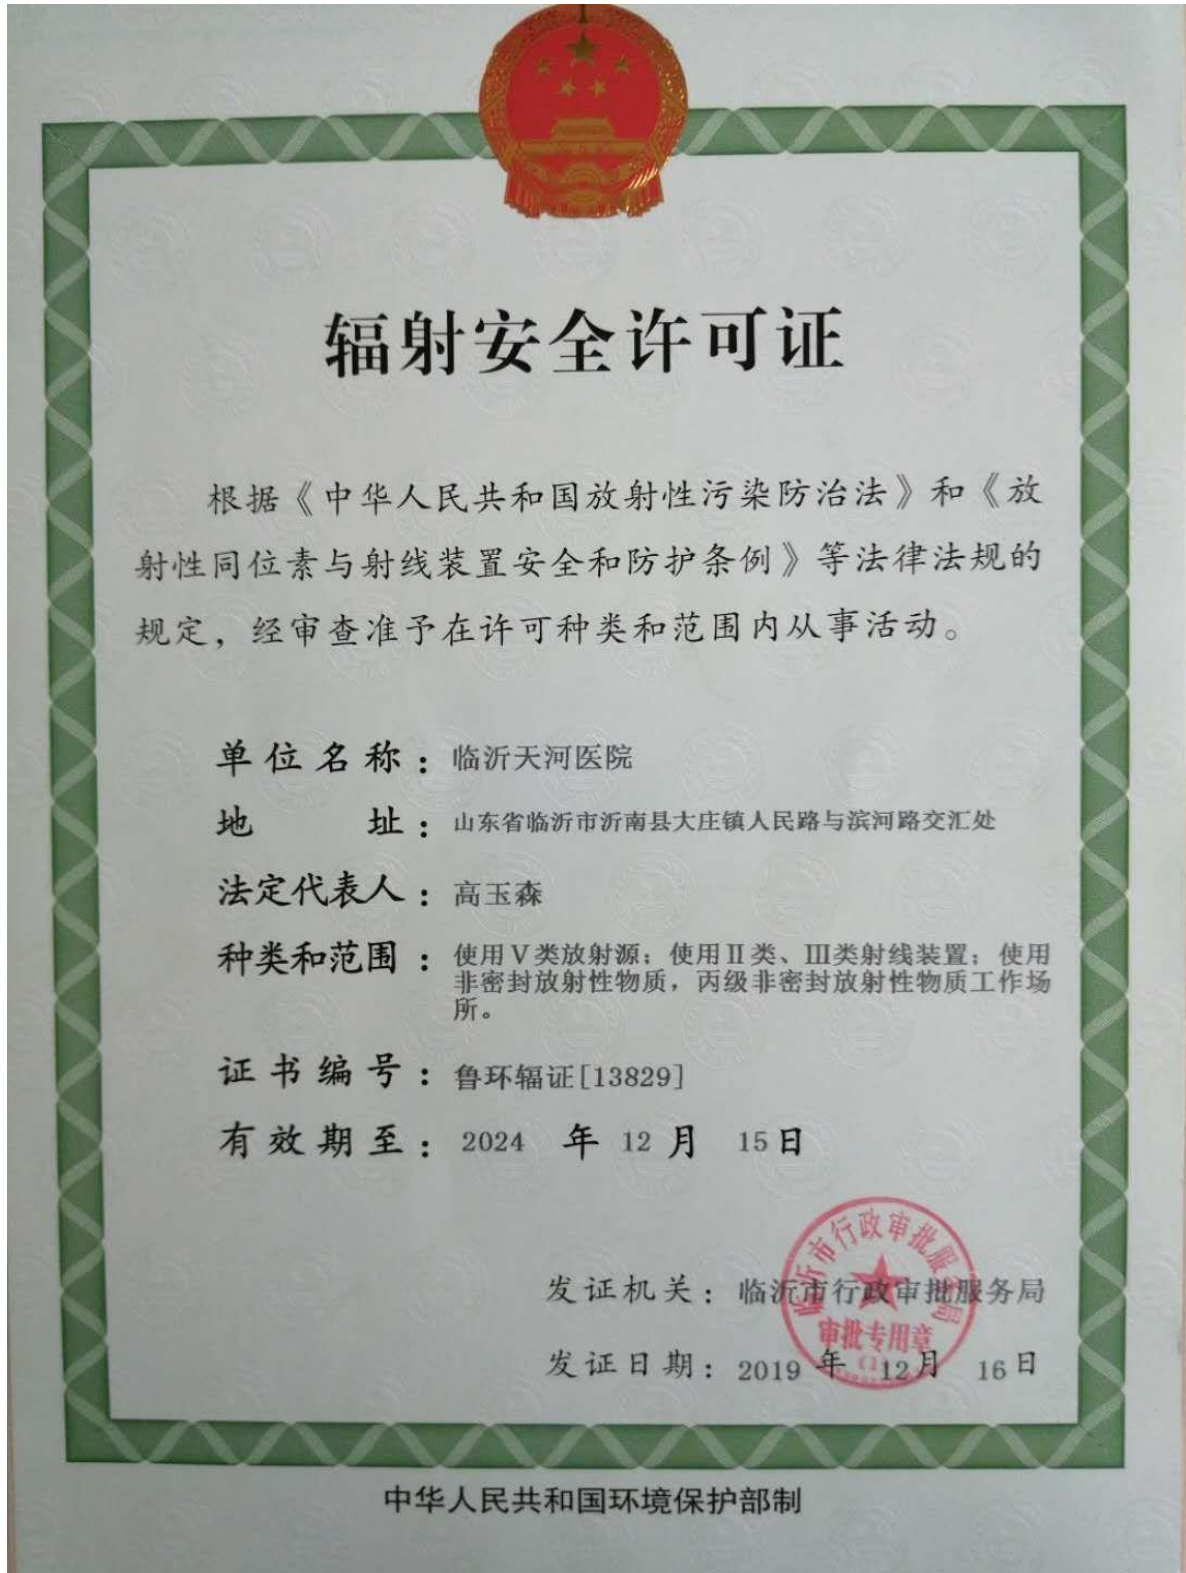 辐射安全许可证
根据《中华人民共和国放射性污染防治法》和《放
射性同位素与射线装置安全和防护条例》等法律法规的
规定，经审查准予在许可种类和范围内从事活动。
单位名称：临沂天河医院
地址：山东省临沂市沂南县大庄镇人民路与滨河路交汇处
法定代表人：高玉森
种类和范围：使用Ⅴ类放射源；使用Ⅱ类、Ⅲ类射线装置；使用
非密封放射性物质，丙级非密封放射性物质工作场
所。
证书编号：鲁环辐证[13829]
有效期至：2024 年 12 月 15日
临沂市行政审批服务局
发证机关：临沂市行政审批服务局
审批专用章
(1)
发证日期：2019 年 12月 16日
中华人民共和国环境保护部制